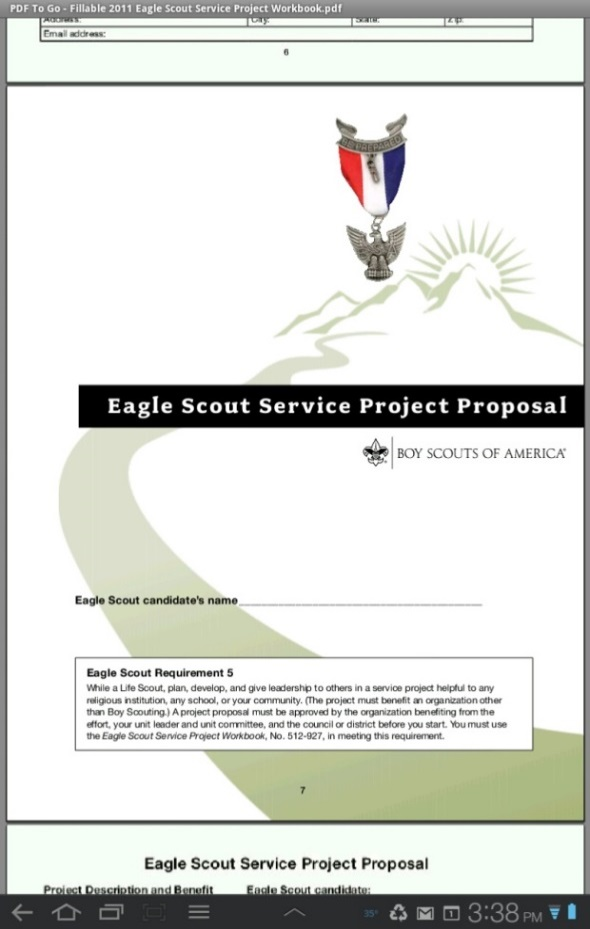 PDF To Go - Fillable 2011 Eagle Scout Service Project Workbook.pdf
Address: City: State: Zip:
Email address:
6
BE PREPARED
Eagle Scout Service Project Proposal
BOY SCOUTS OF AMERICA®
Eagle Scout candidate's name
Eagle Scout Requirement 5
While a Life Scout, plan, develop, and give leadership to others in a service project helpful to any
religious institution, any school, or your community. (The project must benefit an organization other
than Boy Scouting.) A project proposal must be approved by the organization benefiting from the
effort, your unit leader and unit committee, and the council or district before you start. You must use
the Eagle Scout Service Project Workbook, No. 512-927, in meeting this requirement.
7
Eagle Scout Service Project Proposal
Project Description and Benefit Eagle Scout candidate:
35° 1 3:38 PM